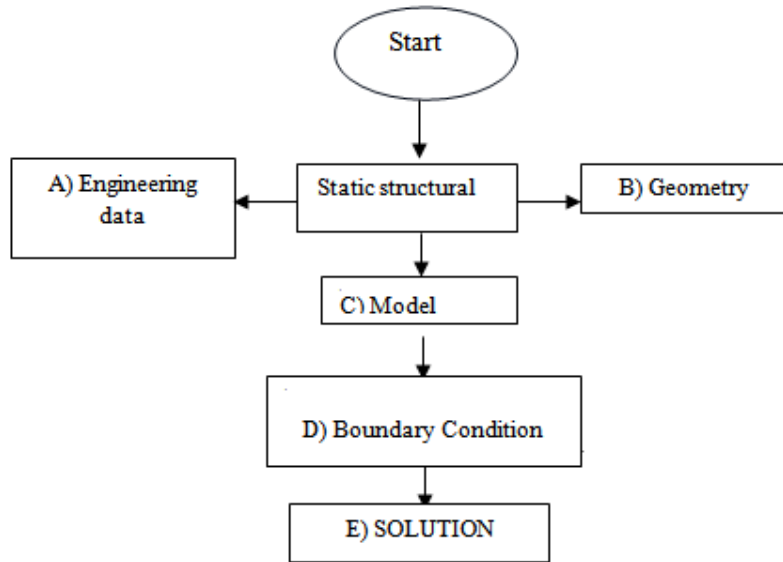 Start
A) Engineering
data
Static structural
B) Geometry
C) Model
D) Boundary Condition
E) SOLUTION